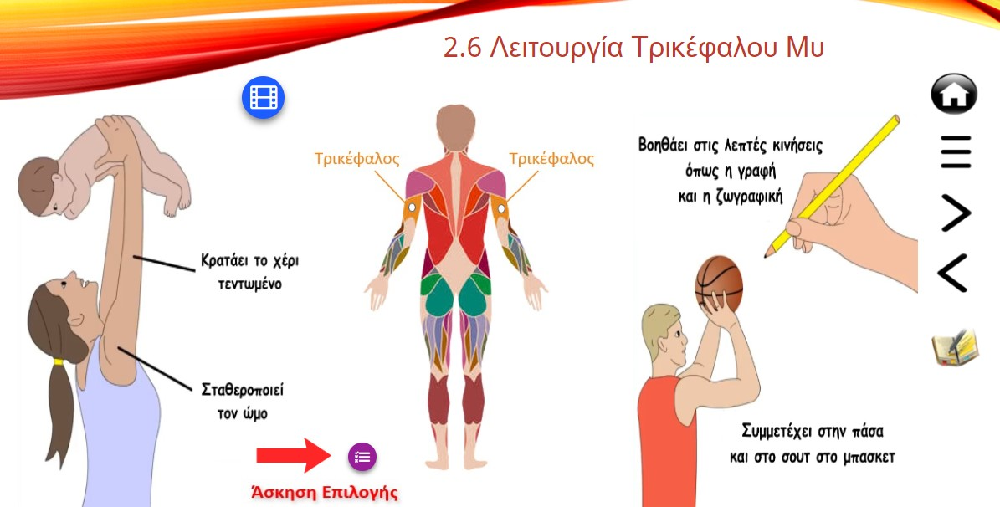 2.6 Λειτουργία Τρικέφαλου Μυ
Τρικέφαλος
Τρικέφαλος
Κρατάει το χέρι
τεντωμένο
Σταθεροποιεί
τον ώμο
Βοηθάει στις λεπτές κινήσεις
όπως η γραφή
και η ζωγραφική
Συμμετέχει στην πάσα
και στο σουτ στο μπασκετ
Άσκηση Επιλογής